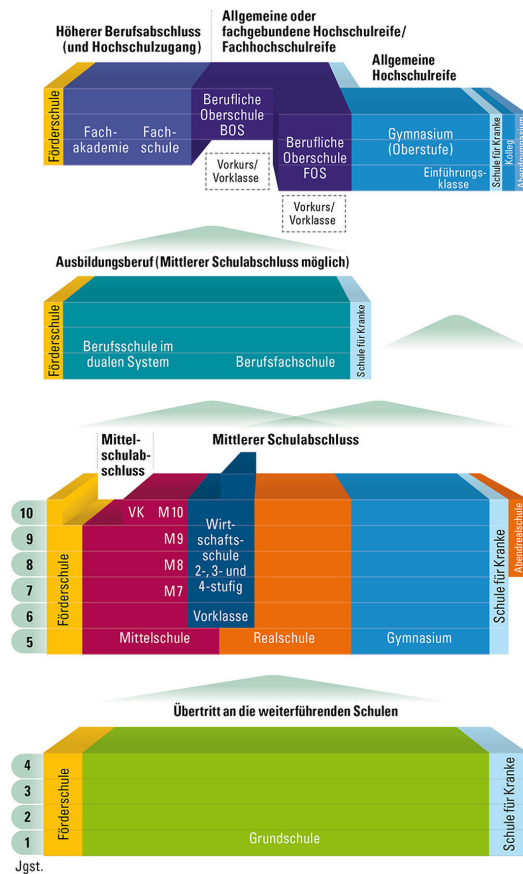 Höherer Berufsabschluss
(und Hochschulzugang)
Allgemeine oder
fachgebundene Hochschulreife/
Fachhochschulreife
Allgemeine
Hochschulreife
Förderschule
Fach-
akademie
Fach-
schule
Berufliche
Oberschule
BOS
Vorkurs/
Vorklasse
Berufliche
Oberschule
FOS
Vorkurs/
Vorklasse
Gymnasium
(Oberstufe)
Einführungs-
klasse
Schule für Kranke
Kolleg
Abendgymnasium
Ausbildungsberuf (Mittlerer Schulabschluss möglich)
Förderschule
Berufsschule im
dualen System
Berufsfachschule
Schule für Kranke
Mittel-
schulab-
schluss
Mittlerer Schulabschluss
10
9
8
7
6
5
Förderschule
VK M10
M9
M8
M7
Mittelschule
Wirt-
schafts-
schule
2-, 3- und
4-stufig
Vorklasse
Realschule
Gymnasium
Schule für Kranke
Abendrealschule
Übertritt an die weiterführenden Schulen
4
3
2
1
Jgst.
Förderschule
Grundschule
Schule für Kranke